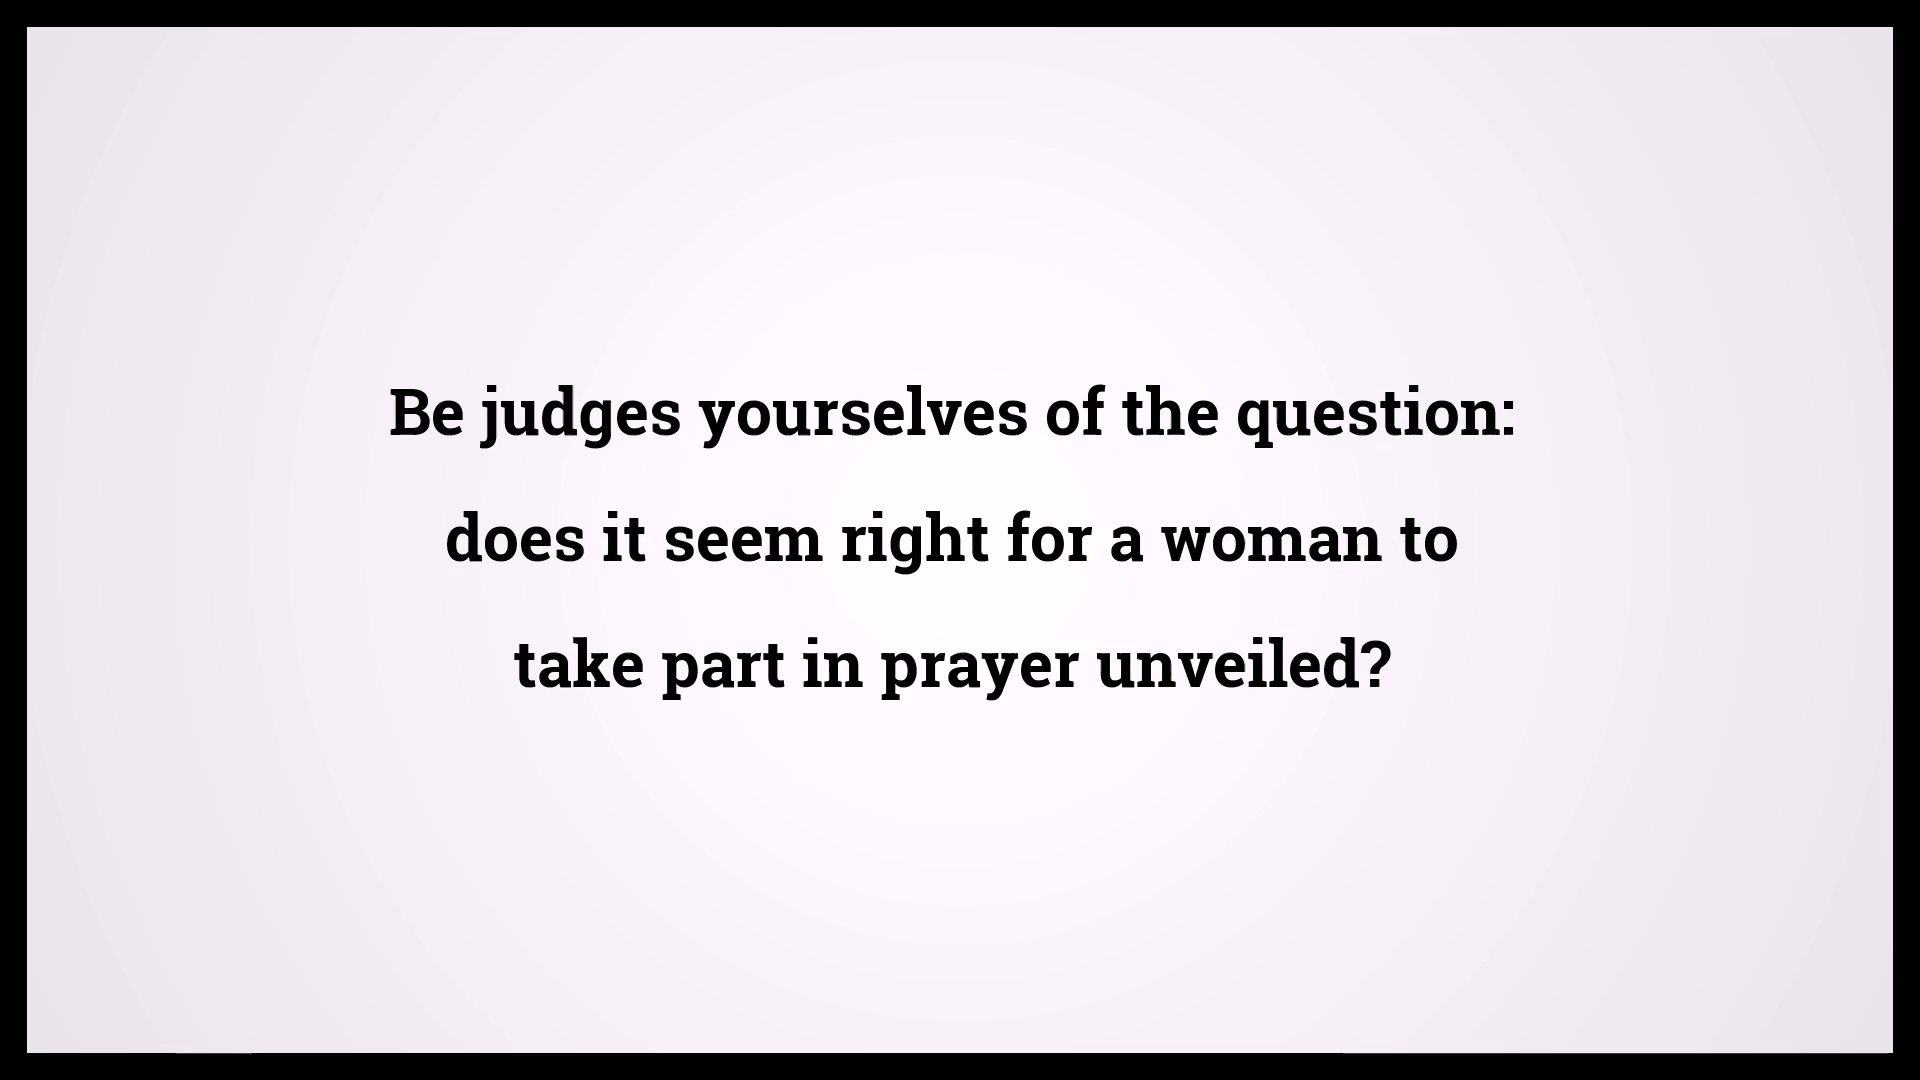 Be judges yourselves of the question:
does it seem right for a woman to
take part in prayer unveiled?